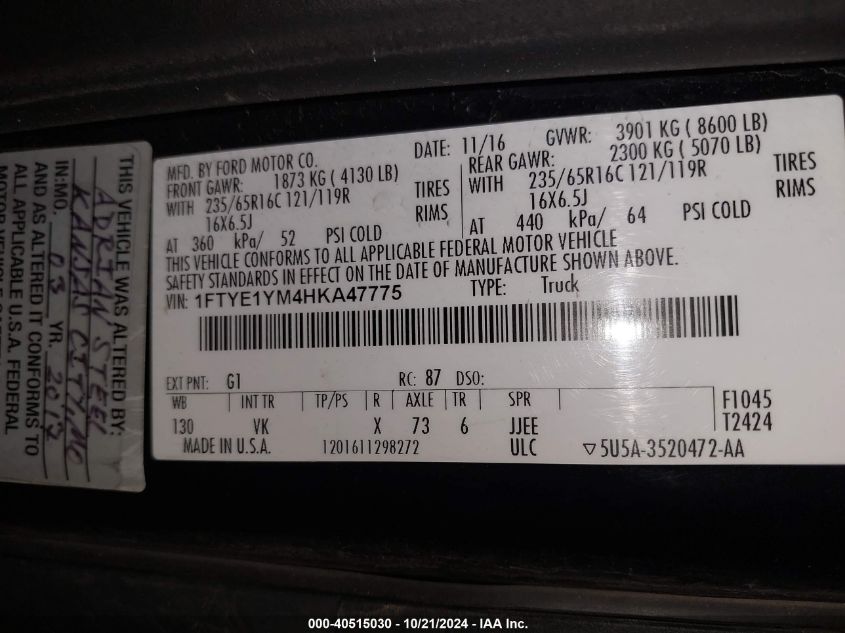 THIS VEHICLE WAS ALTERED BY:
ADRIAN STEEL
KANSAS CITY, MO
IN: MO. 03 YR. 2017
AND AS ALTERED IT CONFORMS TO
ALL APPLICABLE U.S.A. FEDERAL
MFD. BY FORD MOTOR CO.
DATE: 11/16 GVWR: 3901 KG ( 8600 LB)
FRONT GAWR: 1873 KG ( 4130 LB)
WITH 235/65R16C 121/119R TIRES
16X6.5J RIMS
AT 360 kPa/ 52 PSI COLD
REAR GAWR: 2300 KG ( 5070 LB)
WITH 235/65R16C 121/119R TIRES
16X6.5J RIMS
AT 440 kPa/ 64 PSI COLD
THIS VEHICLE CONFORMS TO ALL APPLICABLE FEDERAL MOTOR VEHICLE
SAFETY STANDARDS IN EFFECT ON THE DATE OF MANUFACTURE SHOWN ABOVE.
VIN: 1FTYE1YM4HKA47775 TYPE: Truck
EXT PNT: G1 RC: 87 DSO:
WB INT TR TP/PS R AXLE TR SPR F1045
130 VK X 73 6 JJEE T2424
MADE IN U.S.A. 1201611298272 ULC ▽5U5A-3520472-AA
000-40515030 - 10/21/2024 - IAA Inc.